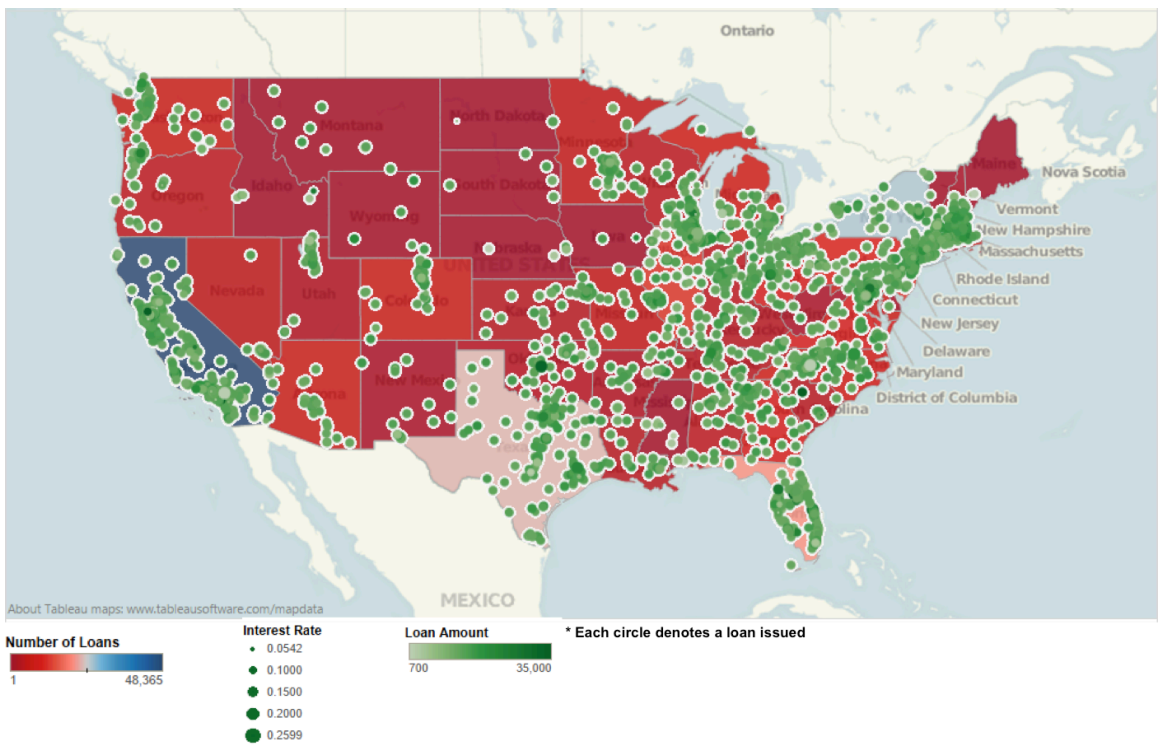 Ontario
North Dakota
Montana
Minnesota
Maine
Nova Scotia
Idaho
South Dakota
Oregon
Vermont
Wyoming
New Hampshire
Massachusetts
Nebraska
UNITED STATES
Rhode Island
Nevada
Utah
Connecticut
New Jersey
Delaware
Maryland
District of Columbia
MEXICO
About Tableau maps: www.tableausoftware.com/mapdata
Number of Loans
1 48,365
Interest Rate
0.0542
0.1000
0.1500
0.2000
0.2599
Loan Amount
700 35,000
* Each circle denotes a loan issued